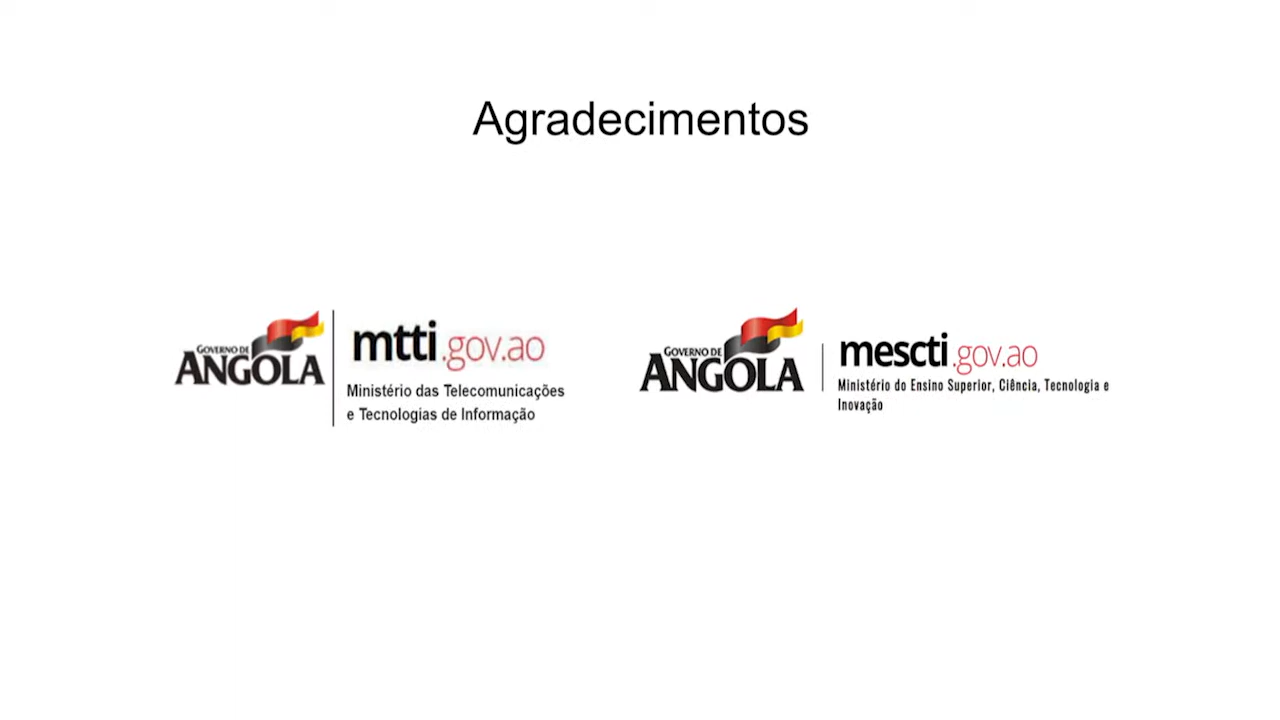 Agradecimentos
GOVERNO DE
ANGOLA
mtti.gov.ao
Ministério das Telecomunicações
e Tecnologias de Informação
GOVERNO DE
ANGOLA
mescti.gov.ao
Ministério do Ensino Superior, Ciência, Tecnologia e
Inovação